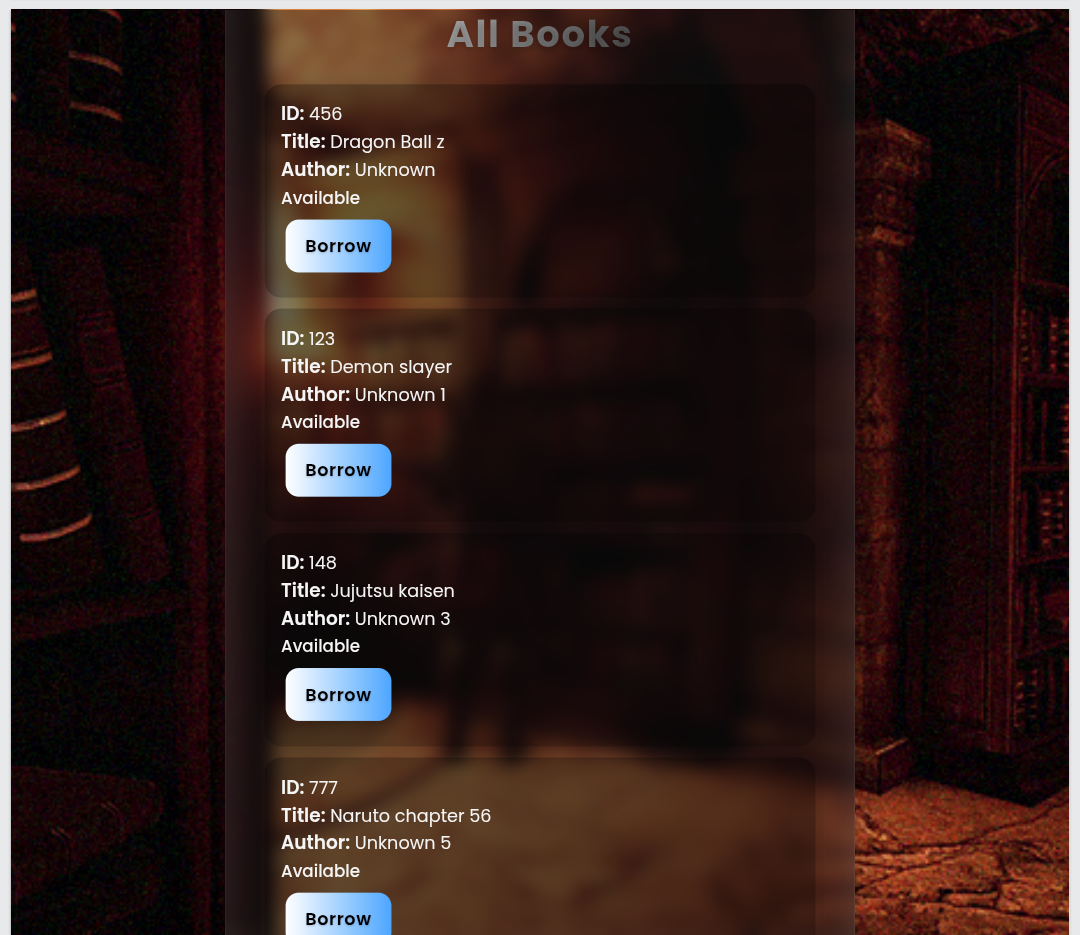 All Books
ID: 456
Title: Dragon Ball z
Author: Unknown
Available
Borrow
ID: 123
Title: Demon slayer
Author: Unknown 1
Available
Borrow
ID: 148
Title: Jujutsu kaisen
Author: Unknown 3
Available
Borrow
ID: 777
Title: Naruto chapter 56
Author: Unknown 5
Available
Borrow